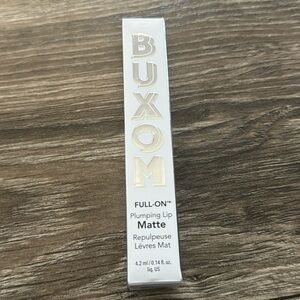 BUXOM
FULL-ON™
Plumping Lip
Matte
Repulpeuse
Lèvres Mat
4.2 ml / 0.14 fl. oz.
liq. US